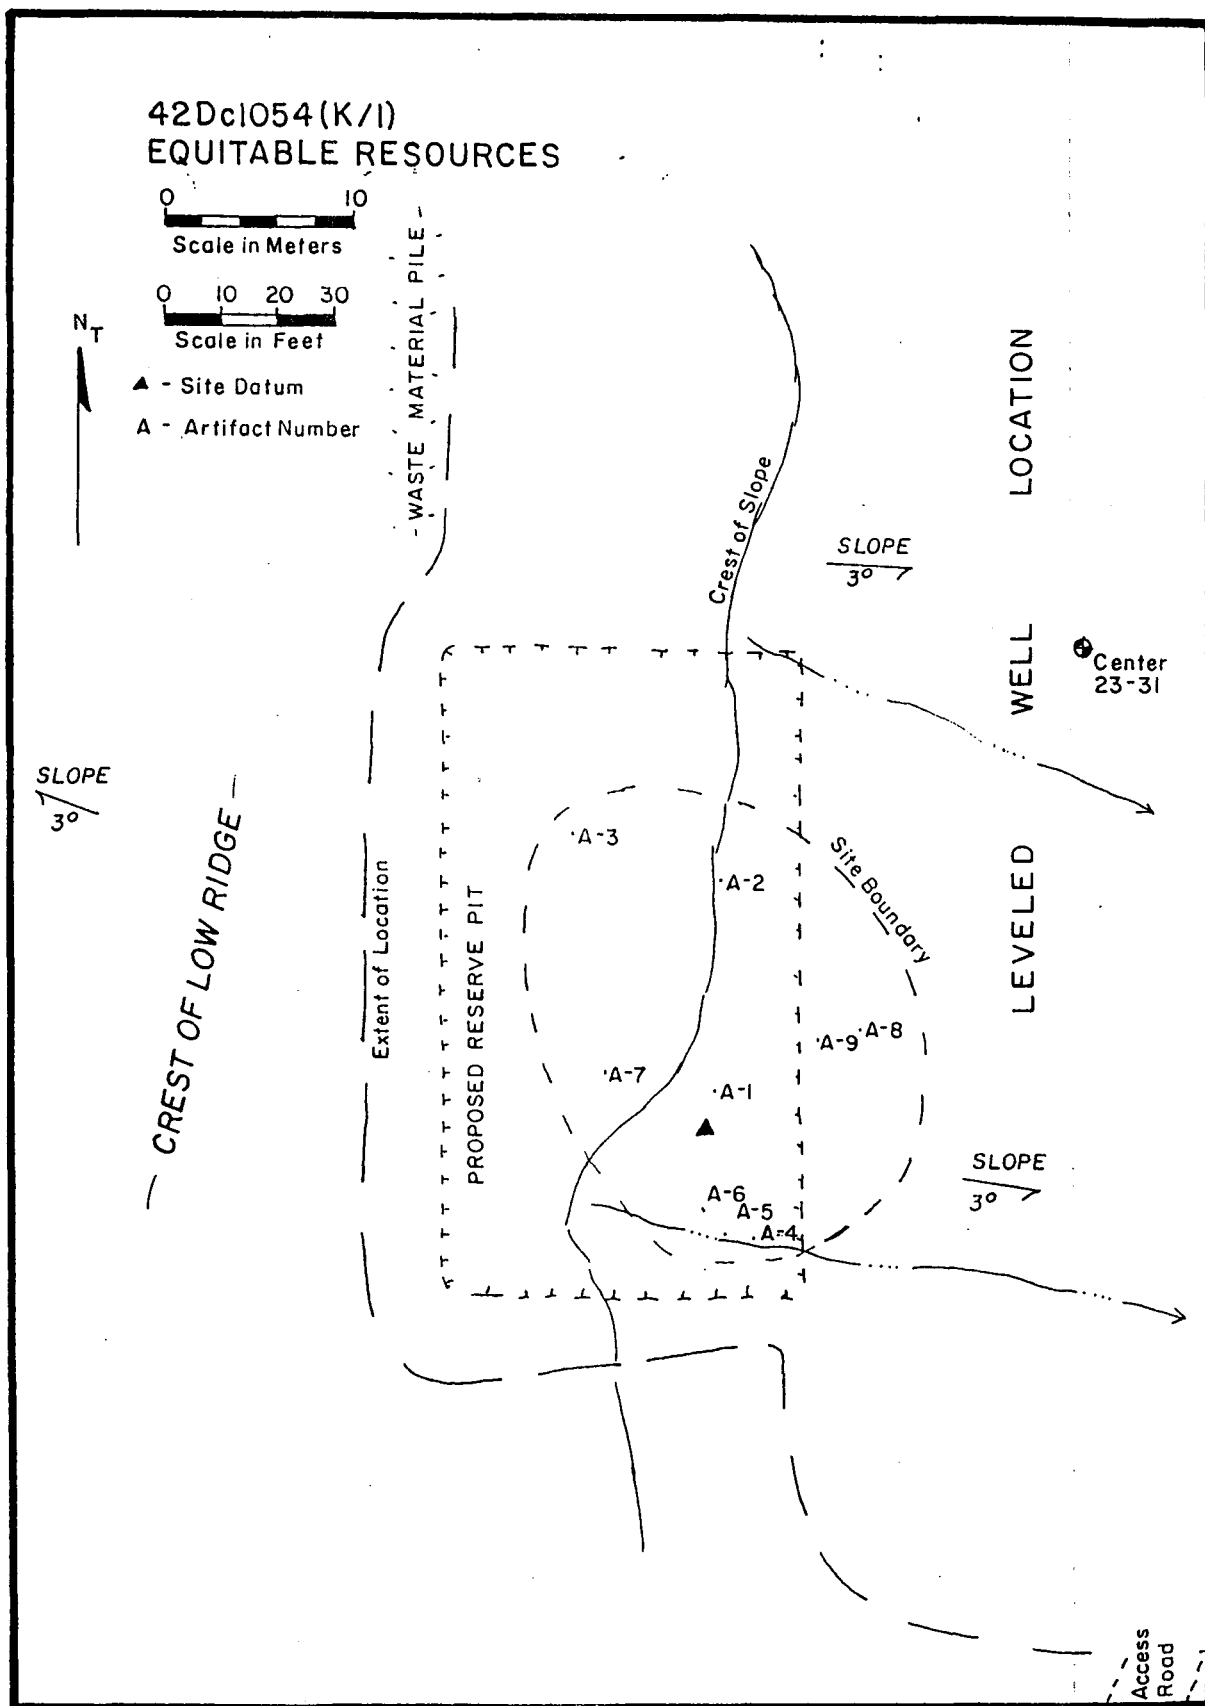 42Dc1054(K/1)
EQUITABLE RESOURCES
0 10
Scale in Meters
0 10 20 30
Scale in Feet
NT
▲ - Site Datum
A - Artifact Number
- WASTE MATERIAL PILE -
Crest of Slope
SLOPE
3°
LEVELED WELL LOCATION
Center
23-31
SLOPE
3°
— CREST OF LOW RIDGE —
Extent of Location
PROPOSED RESERVE PIT
A-3
A-2
Site Boundary
A-9
A-8
A-7
A-1
A-6
A-5
A-4
SLOPE
3°
Access
Road